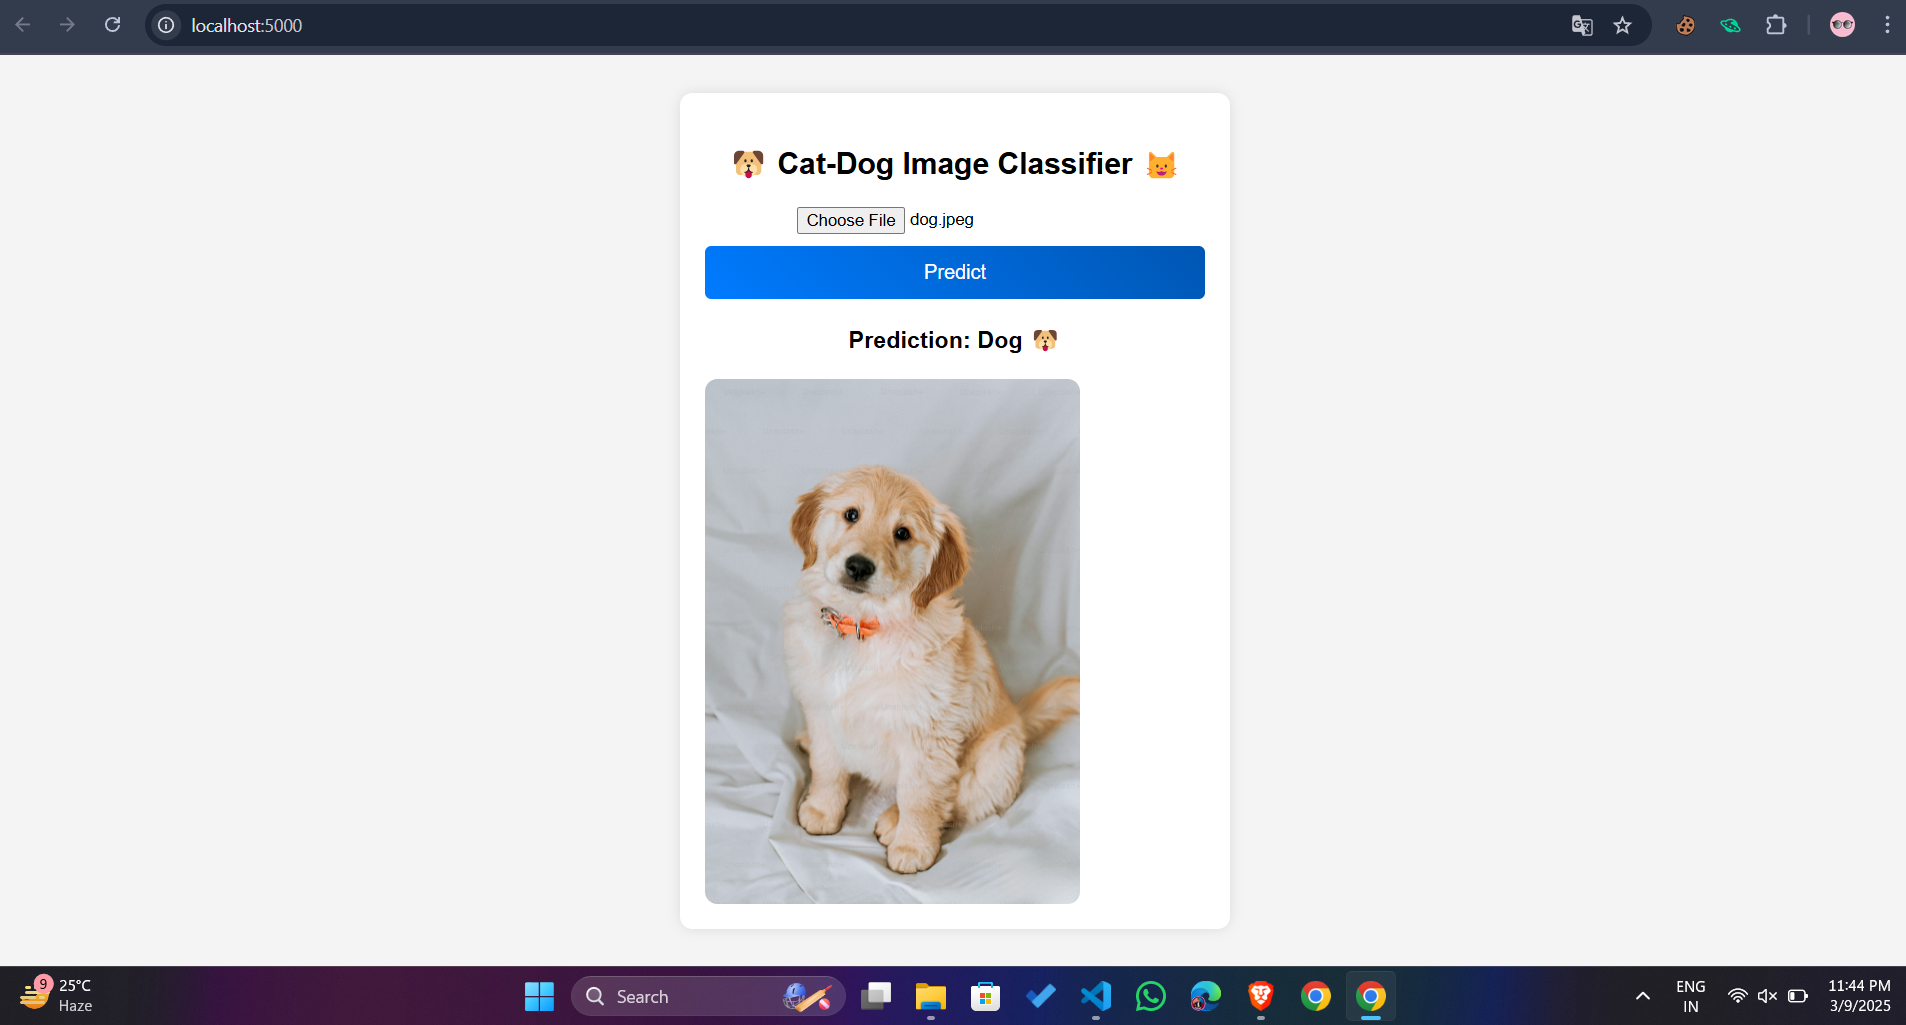 localhost:5000
Cat-Dog Image Classifier
Choose File dog.jpeg
Predict
Prediction: Dog
9
25°C
Haze
Search
ENG
IN
11:44 PM
3/9/2025